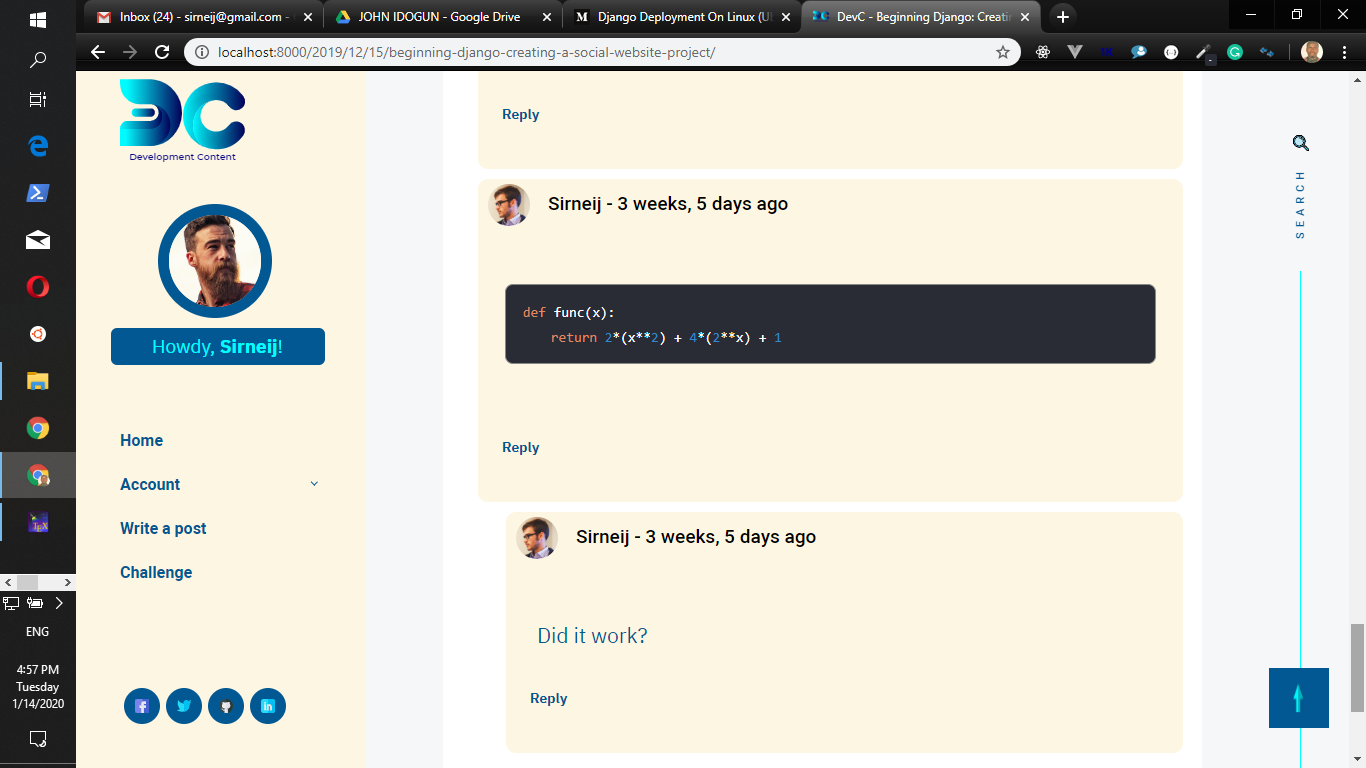 Inbox (24) - sirneij@gmail.com -
JOHN IDOGUN - Google Drive
Django Deployment On Linux (U
DevC - Beginning Django: Creati
localhost:8000/2019/12/15/beginning-django-creating-a-social-website-project/
DC
Development Content
Howdy, Sirneij!
Home
Account
Write a post
Challenge
Reply
Sirneij - 3 weeks, 5 days ago
def func(x):
return 2*(x**2) + 4*(2**x) + 1
Reply
Sirneij - 3 weeks, 5 days ago
Did it work?
Reply
SEARCH
ENG
4:57 PM
Tuesday
1/14/2020